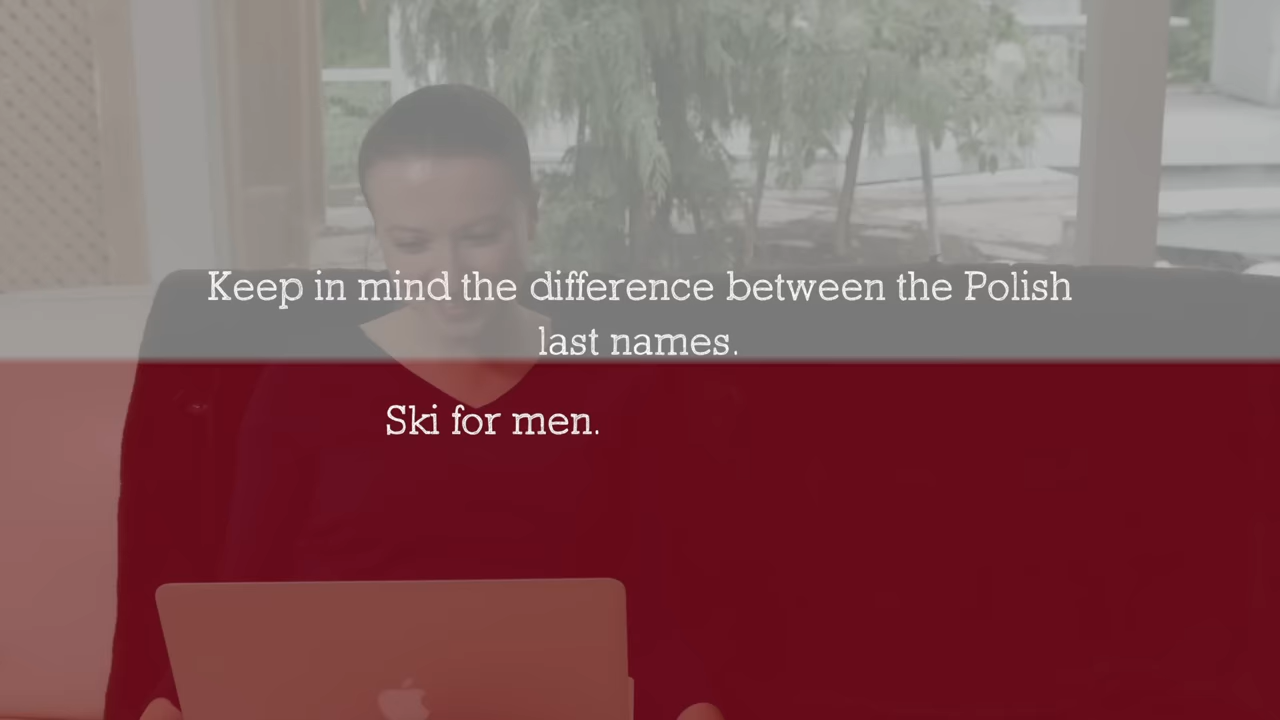 Keep in mind the difference between the Polish
last names.
Ski for men.